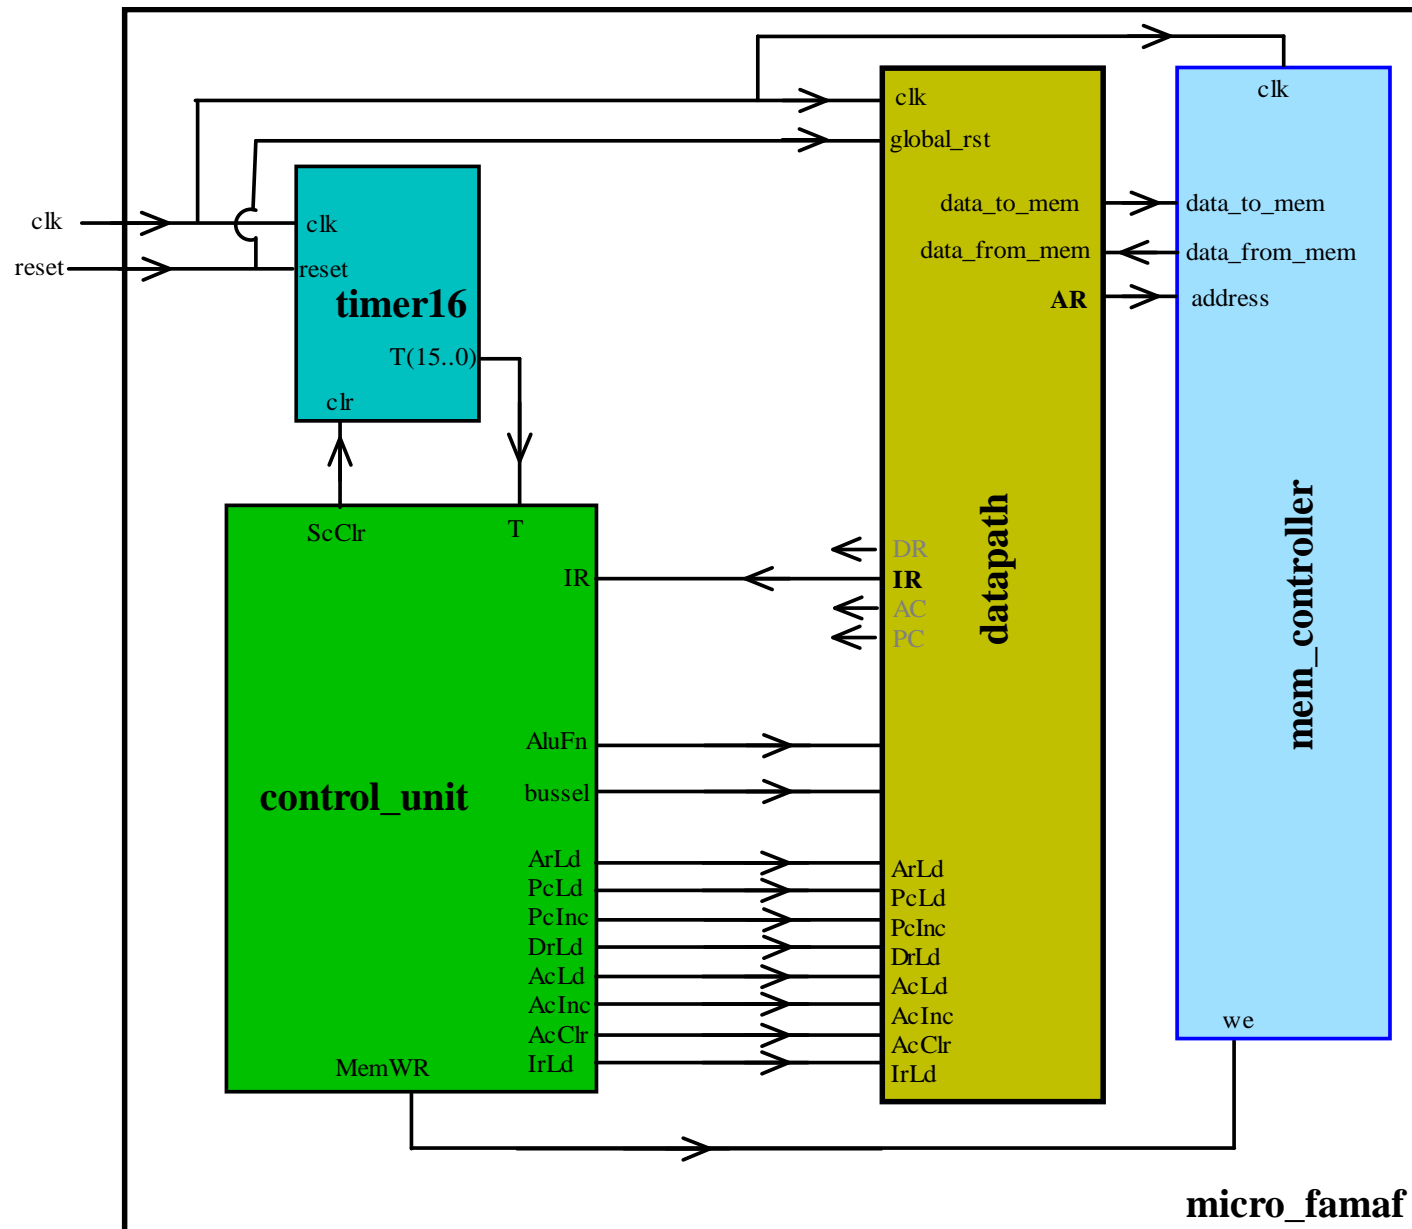 clk
reset
clk
reset
timer16
T(15..0)
clr
ScClr
T
IR
AluFn
bussel
control_unit
ArLd
PcLd
PcInc
DrLd
AcLd
AcInc
AcClr
IrLd
MemWR
clk
global_rst
data_to_mem
data_from_mem
AR
DR
IR
AC
PC
datapath
ArLd
PcLd
PcInc
DrLd
AcLd
AcInc
AcClr
IrLd
clk
data_to_mem
data_from_mem
address
mem_controller
we
micro_famaf